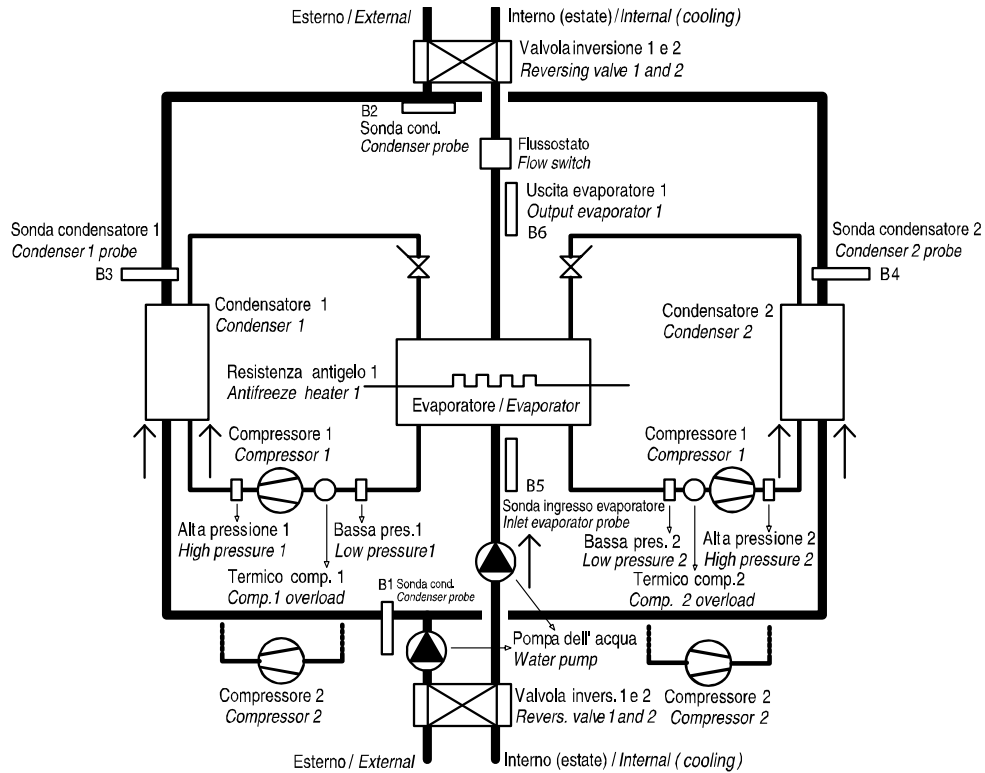 Esterno / External
Interno (estate) / Internal ( cooling)
Valvola inversione 1 e 2
Reversing valve 1 and 2
B2
Sonda cond.
Condenser probe
Flussostato
Flow switch
Uscita evaporatore 1
Output evaporator 1
B6
Sonda condensatore 1
Condenser 1 probe
B3
Sonda condensatore 2
Condenser 2 probe
B4
Condensatore 1
Condenser 1
Condensatore 2
Condenser 2
Resistenza antigelo 1
Antifreeze heater 1
Evaporatore / Evaporator
Compressore 1
Compressor 1
Compressore 1
Compressor 1
B5
Sonda ingresso evaporatore
Inlet evaporator probe
Alta pressione 1
High pressure 1
Bassa pres.1
Low pressure1
Bassa pres. 2
Low pressure 2
Alta pressione 2
High pressure 2
Termico comp. 1
Comp.1 overload
Termico comp.2
Comp. 2 overload
B1 Sonda cond.
Condenser probe
Pompa dell' acqua
Water pump
Compressore 2
Compressor 2
Compressore 2
Compressor 2
Valvola invers. 1 e 2
Revers. valve 1 and 2
Esterno / External
Interno (estate) / Internal ( cooling)